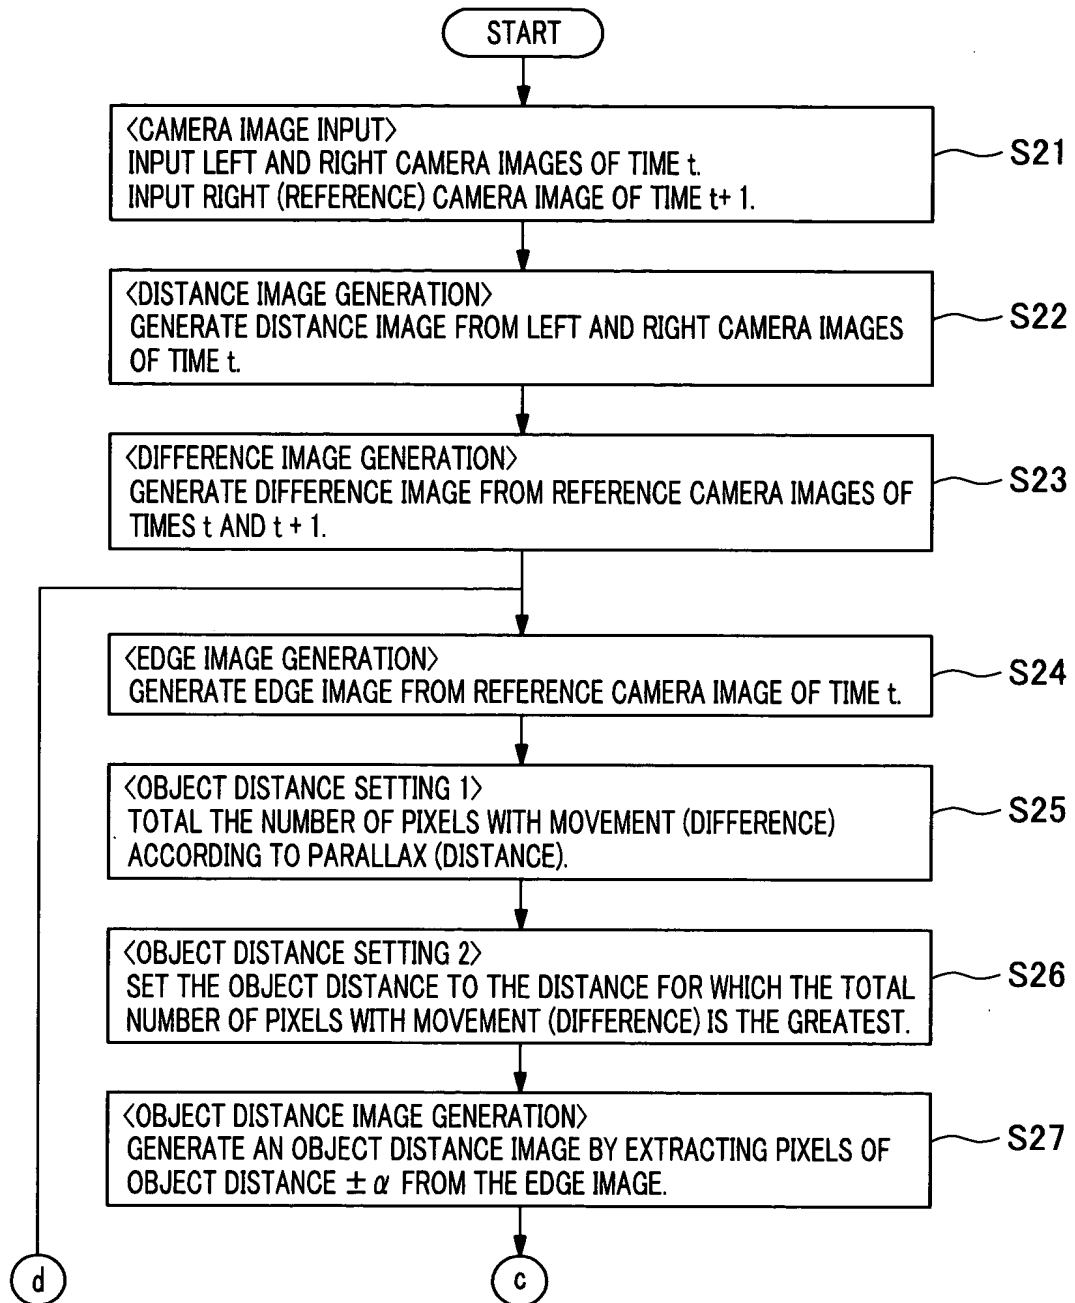 START
<CAMERA IMAGE INPUT>
INPUT LEFT AND RIGHT CAMERA IMAGES OF TIME t.
INPUT RIGHT (REFERENCE) CAMERA IMAGE OF TIME t+ 1.
S21
<DISTANCE IMAGE GENERATION>
GENERATE DISTANCE IMAGE FROM LEFT AND RIGHT CAMERA IMAGES
OF TIME t.
S22
<DIFFERENCE IMAGE GENERATION>
GENERATE DIFFERENCE IMAGE FROM REFERENCE CAMERA IMAGES OF
TIMES t AND t + 1.
S23
<EDGE IMAGE GENERATION>
GENERATE EDGE IMAGE FROM REFERENCE CAMERA IMAGE OF TIME t.
S24
<OBJECT DISTANCE SETTING 1>
TOTAL THE NUMBER OF PIXELS WITH MOVEMENT (DIFFERENCE)
ACCORDING TO PARALLAX (DISTANCE).
S25
<OBJECT DISTANCE SETTING 2>
SET THE OBJECT DISTANCE TO THE DISTANCE FOR WHICH THE TOTAL
NUMBER OF PIXELS WITH MOVEMENT (DIFFERENCE) IS THE GREATEST.
S26
<OBJECT DISTANCE IMAGE GENERATION>
GENERATE AN OBJECT DISTANCE IMAGE BY EXTRACTING PIXELS OF
OBJECT DISTANCE ± α FROM THE EDGE IMAGE.
S27
d
c